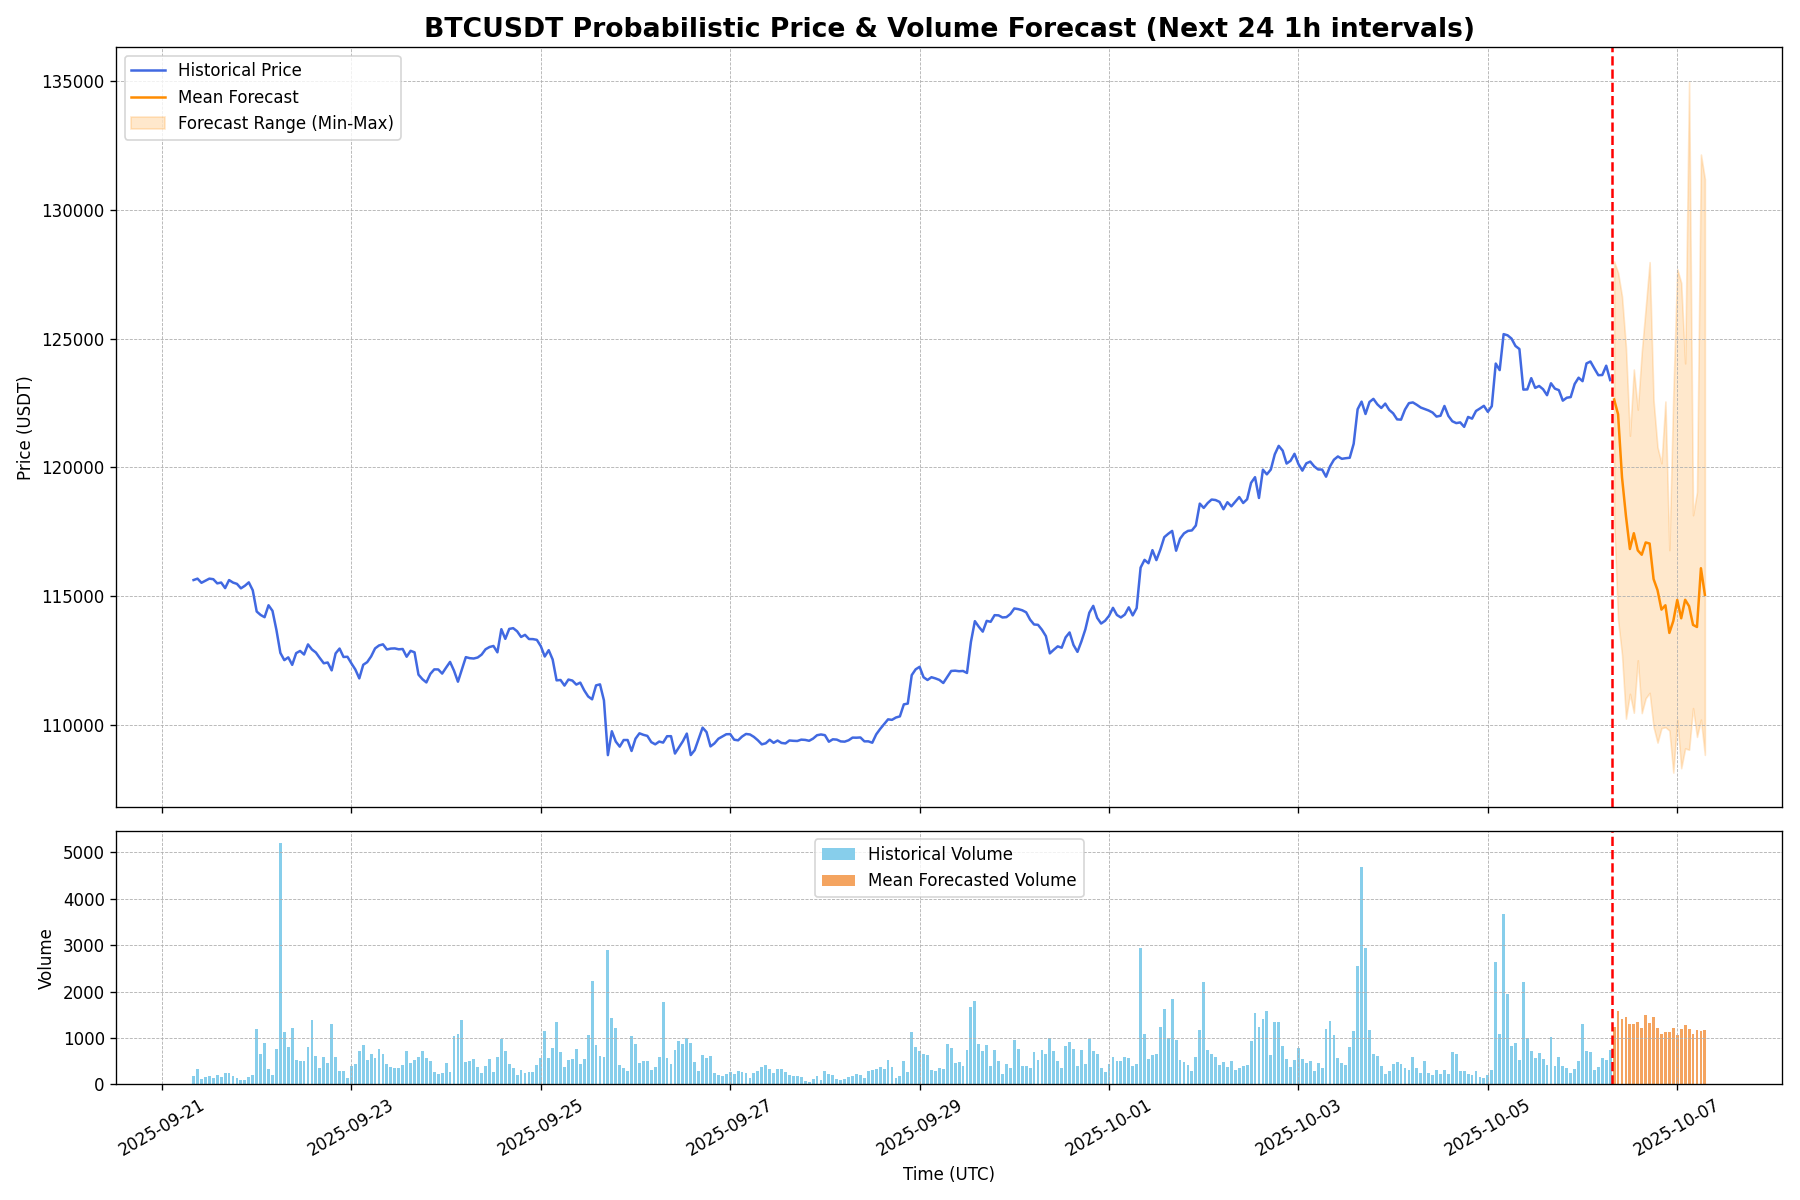 BTCUSDT Probabilistic Price & Volume Forecast (Next 24 1h intervals)
Historical Price
Mean Forecast
Forecast Range (Min-Max)
Price (USDT)
135000
130000
125000
120000
115000
110000
Historical Volume
Mean Forecasted Volume
Volume
5000
4000
3000
2000
1000
0
2025-09-21
2025-09-23
2025-09-25
2025-09-27
2025-09-29
2025-10-01
2025-10-03
2025-10-05
2025-10-07
Time (UTC)